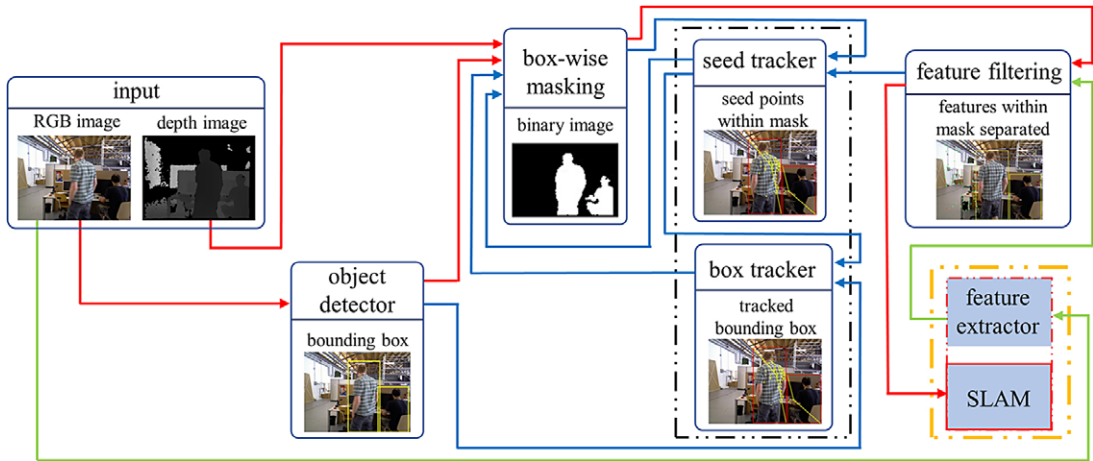 input
RGB image
depth image
object
detector
bounding box
box-wise
masking
binary image
seed tracker
seed points
within mask
box tracker
tracked
bounding box
feature filtering
features within
mask separated
feature
extractor
SLAM